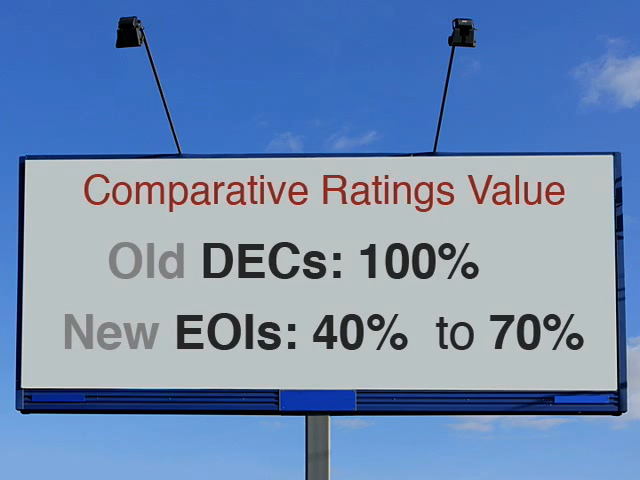 Comparative Ratings Value
Old DECs: 100%
New EOIs: 40% to 70%